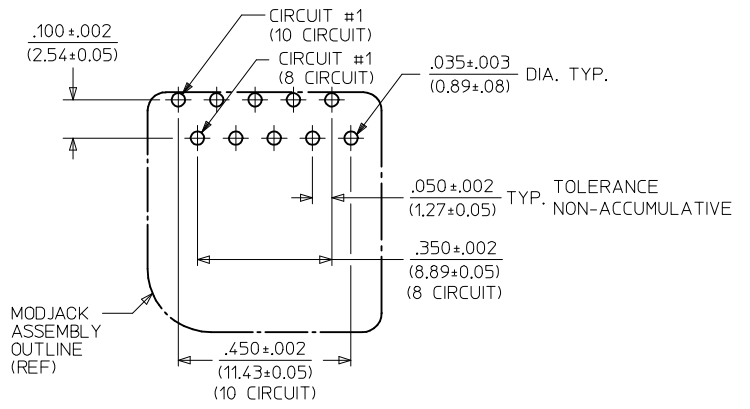 .100±.002
(2.54±0.05)
CIRCUIT #1
(10 CIRCUIT)
CIRCUIT #1
(8 CIRCUIT)
.035±.003
(0.89±.08)
DIA. TYP.
.050±.002
(1.27±0.05)
TYP. TOLERANCE
NON-ACCUMULATIVE
.350±.002
(8.89±0.05)
(8 CIRCUIT)
MODJACK
ASSEMBLY
OUTLINE
(REF)
.450±.002
(11.43±0.05)
(10 CIRCUIT)